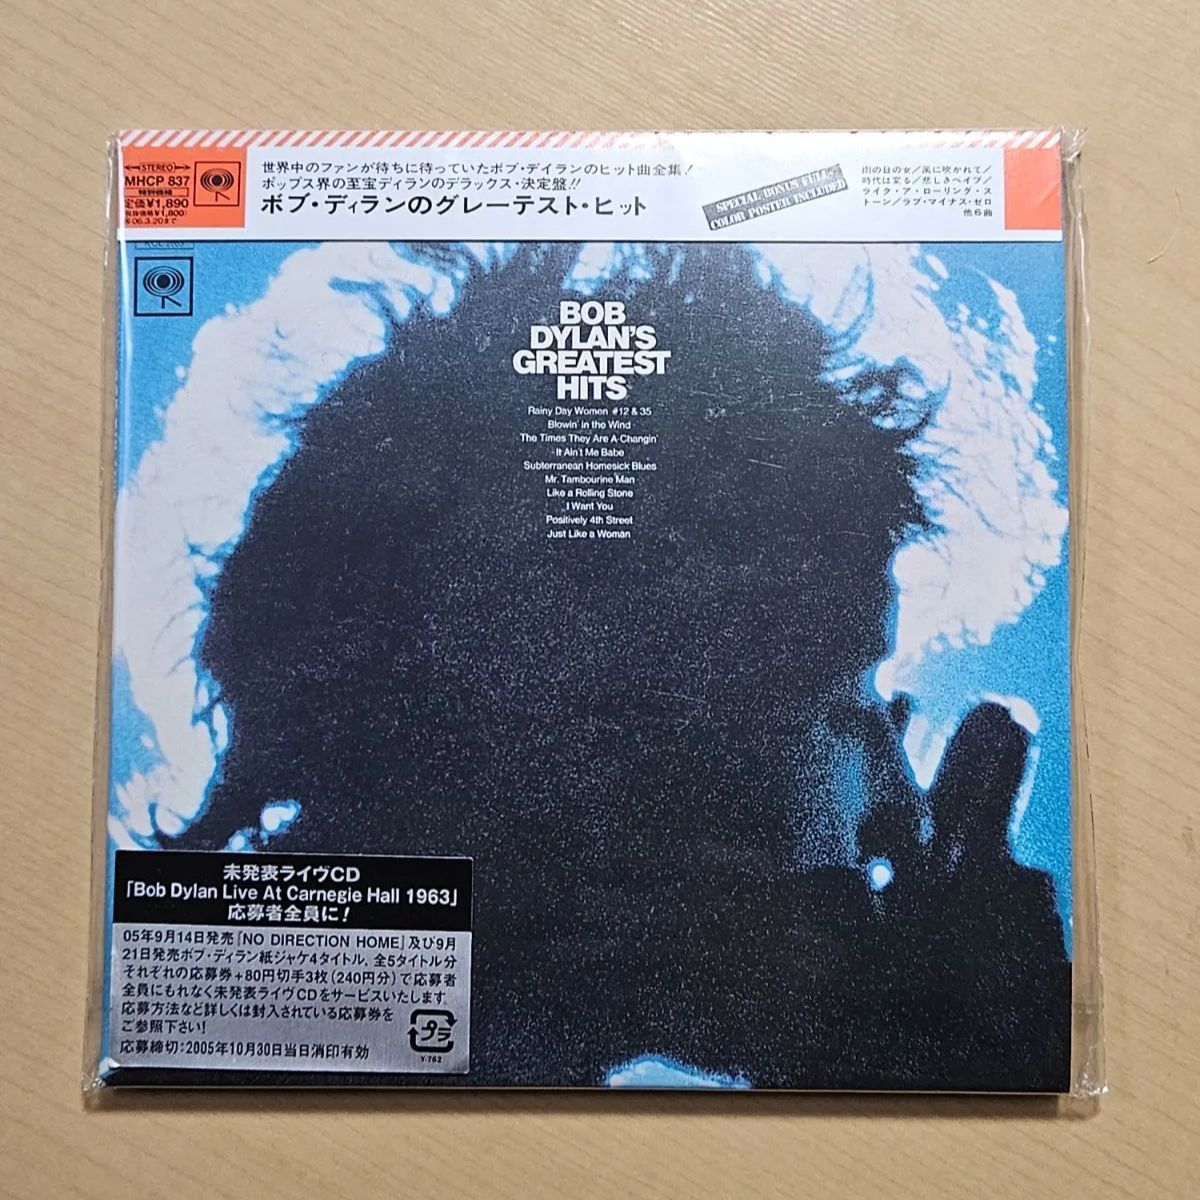 STEREO
MHCP 837
特別価格
定価¥1,890
(税抜価格¥1,800)
06.3.20まで
世界中のファンが待ちに待っていたボブ・デイランのヒット曲全集!
ポップス界の至宝ディランのデラックス・決定盤!!
ボブ・ディランのグレーテスト・ヒット
SPECIAL BONUS FULL-
COLOR POSTER INCLUDED
雨の日の女/風に吹かれて/
時代は変る/悲しきベイブ/
ライク・ア・ローリング・ス
トーン/ラブ・マイナス・ゼロ
他6曲
BOB
DYLAN'S
GREATEST
HITS
Rainy Day Women #12 & 35
Blowin' in the Wind
The Times They Are A-Changin'
It Ain't Me Babe
Subterranean Homesick Blues
Mr. Tambourine Man
Like a Rolling Stone
I Want You
Positively 4th Street
Just Like a Woman
未発表ライヴCD
「Bob Dylan Live At Carnegie Hall 1963」
応募者全員に!
05年9月14日発売『NO DIRECTION HOME』及び9月
21日発売ボブ・ディラン紙ジャケ4タイトル、全5タイトル分
それぞれの応募券+80円切手3枚(240円分)で応募者
全員にもれなく未発表ライヴCDをサービスいたします。
応募方法など詳しくは封入されている応募券を
ご参照下さい!
応募締切:2005年10月30日当日消印有効
プラ
Y-762